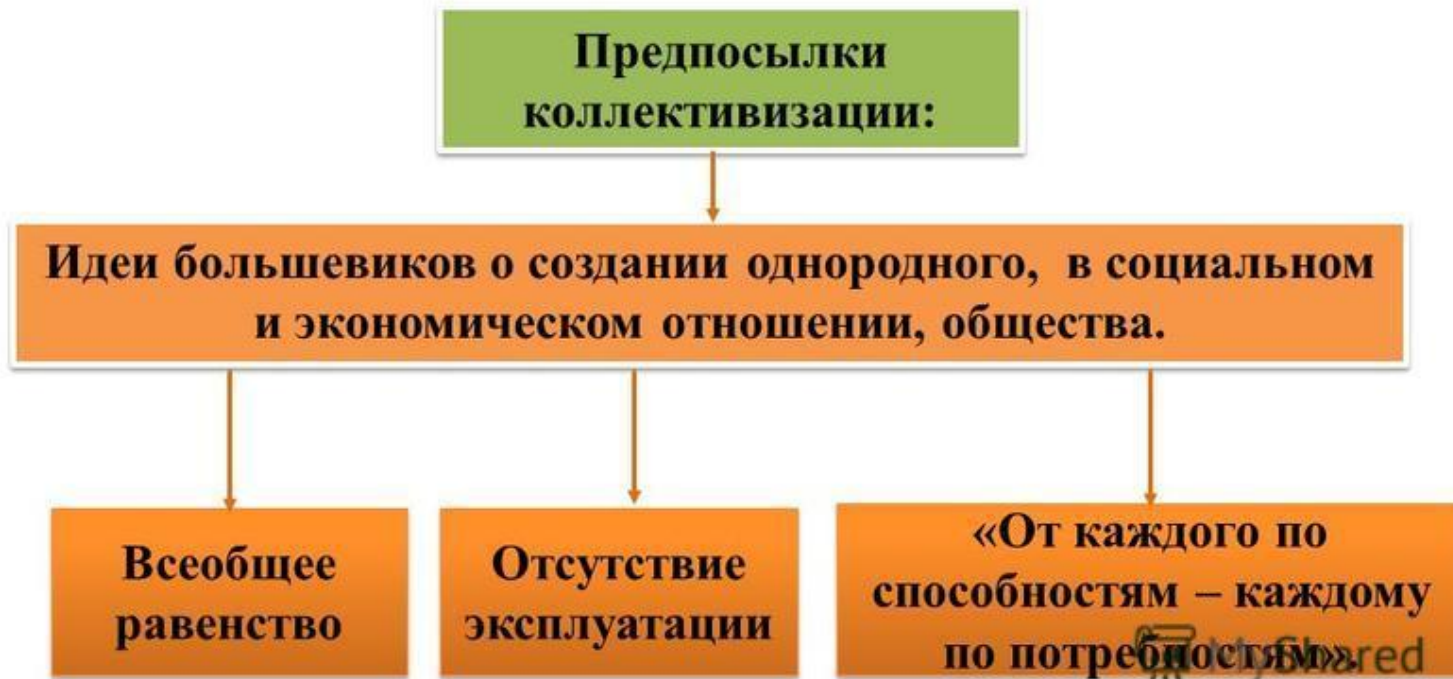 Предпосылки
коллективизации:
Идеи большевиков о создании однородного, в социальном
и экономическом отношении, общества.
Всеобщее
равенство
Отсутствие
эксплуатации
«От каждого по
способностям – каждому
по потребностям».
MyShared